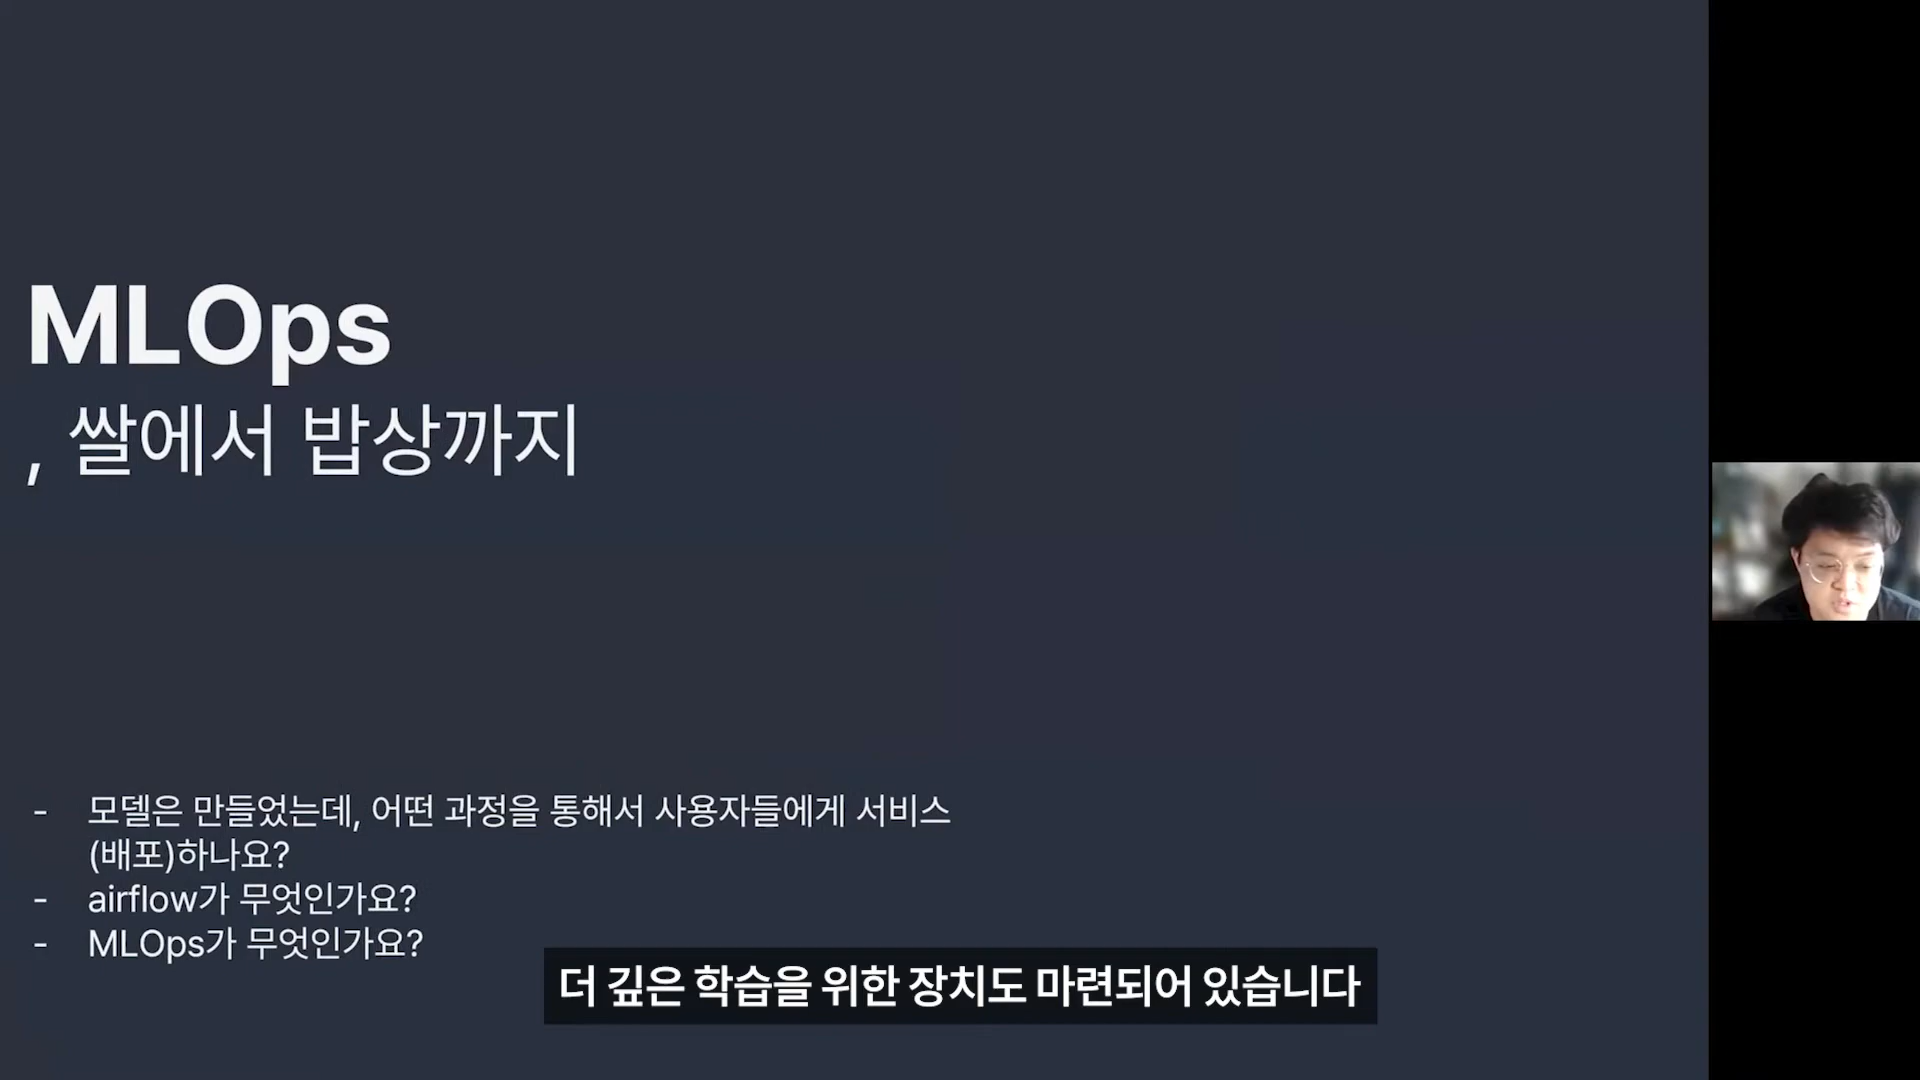 MLOps
, 쌀에서 밥상까지
- 모델은 만들었는데, 어떤 과정을 통해서 사용자들에게 서비스
(배포)하나요?
- airflow가 무엇인가요?
- MLOps가 무엇인가요?
더 깊은 학습을 위한 장치도 마련되어 있습니다